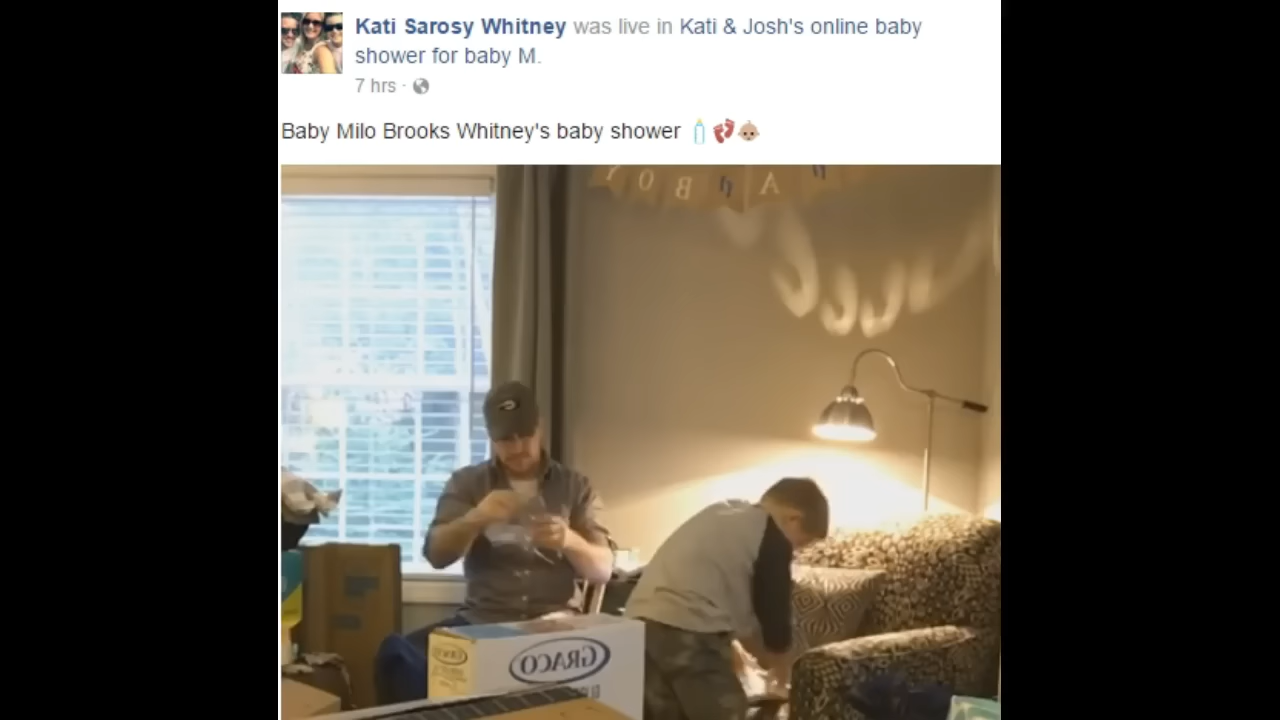 Kati Sarosy Whitney was live in Kati & Josh's online baby
shower for baby M.
7 hrs ·
Baby Milo Brooks Whitney's baby shower 🍼👣👶🏽
A BOY
GRACO